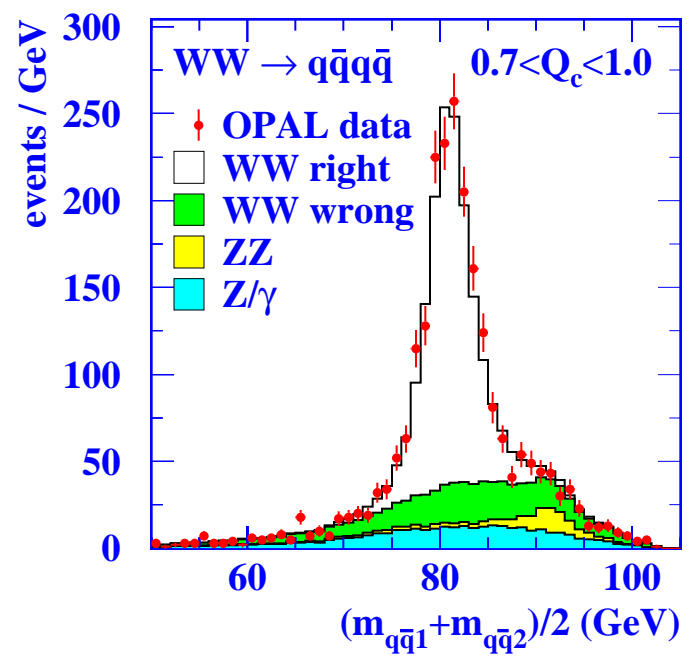 events / GeV
300
250
200
150
100
50
0
WW → qq̄qq̄
0.7<Q_c<1.0
OPAL data
WW right
WW wrong
ZZ
Z/γ
60
80
100
(m_qq̄1+m_qq̄2)/2 (GeV)